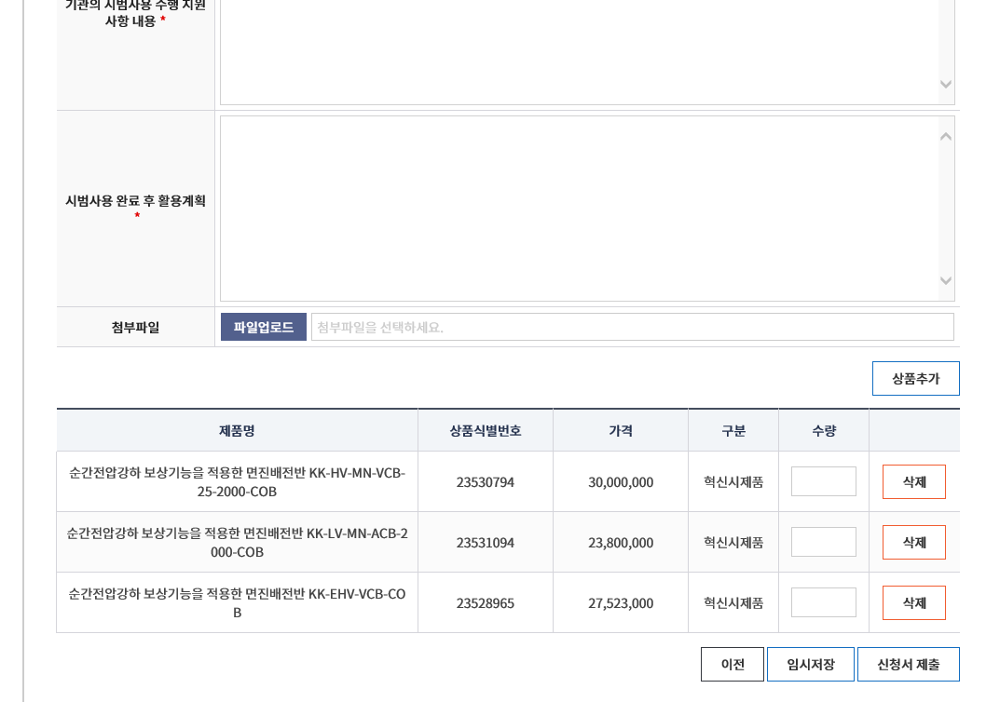 기관의 시범사용 수행 지원
사항 내용 *
시범사용 완료 후 활용계획
*
첨부파일 파일업로드 첨부파일을 선택하세요.
상품추가
제품명 상품식별번호 가격 구분 수량
순간전압강하 보상기능을 적용한 면진배전반 KK-HV-MN-VCB-
25-2000-COB
23530794 30,000,000 혁신시제품 삭제
순간전압강하 보상기능을 적용한 면진배전반 KK-LV-MN-ACB-2
000-COB
23531094 23,800,000 혁신시제품 삭제
순간전압강하 보상기능을 적용한 면진배전반 KK-EHV-VCB-CO
B
23528965 27,523,000 혁신시제품 삭제
이전 임시저장 신청서 제출